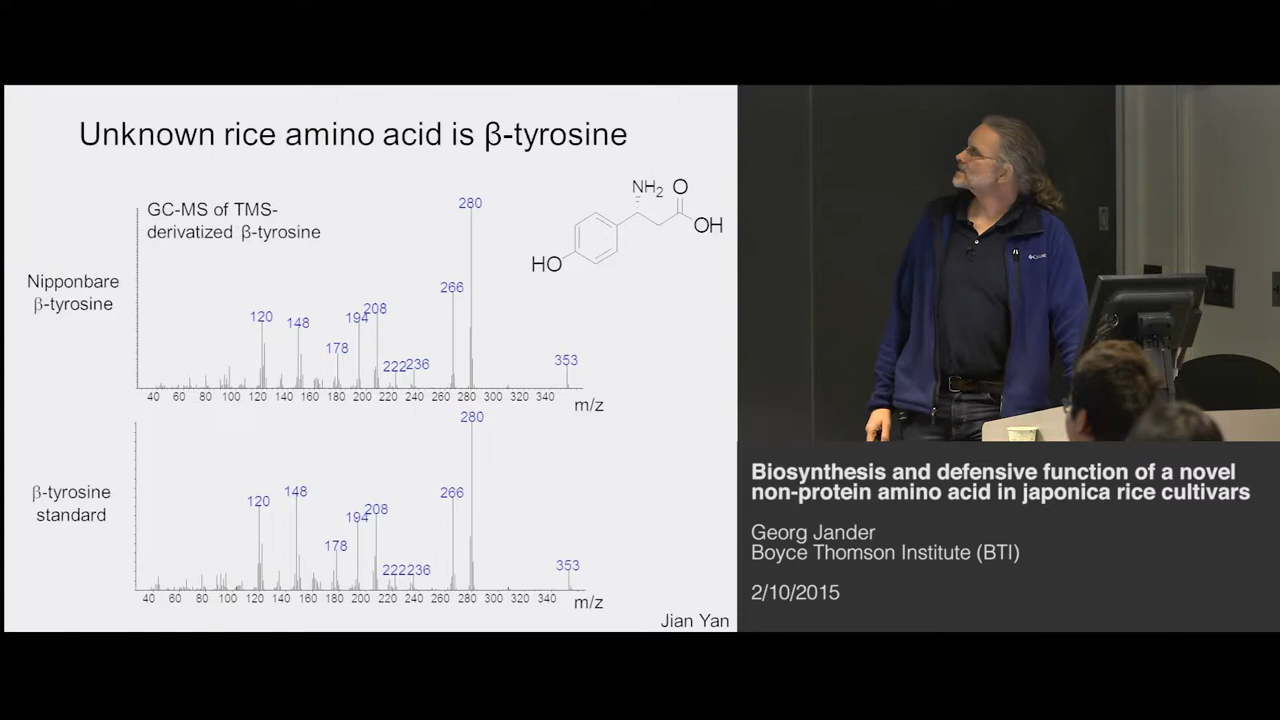 Unknown rice amino acid is β-tyrosine
GC-MS of TMS-
derivatized β-tyrosine
NH2
O
OH
HO
Nipponbare
β-tyrosine
280
266
120
148
194
208
178
222
236
353
40 60 80 100 120 140 160 180 200 220 240 260 280 300 320 340
m/z
β-tyrosine
standard
280
266
120
148
194
208
178
222
236
353
40 60 80 100 120 140 160 180 200 220 240 260 280 300 320 340
m/z
Jian Yan
Biosynthesis and defensive function of a novel
non-protein amino acid in japonica rice cultivars
Georg Jander
Boyce Thomson Institute (BTI)
2/10/2015